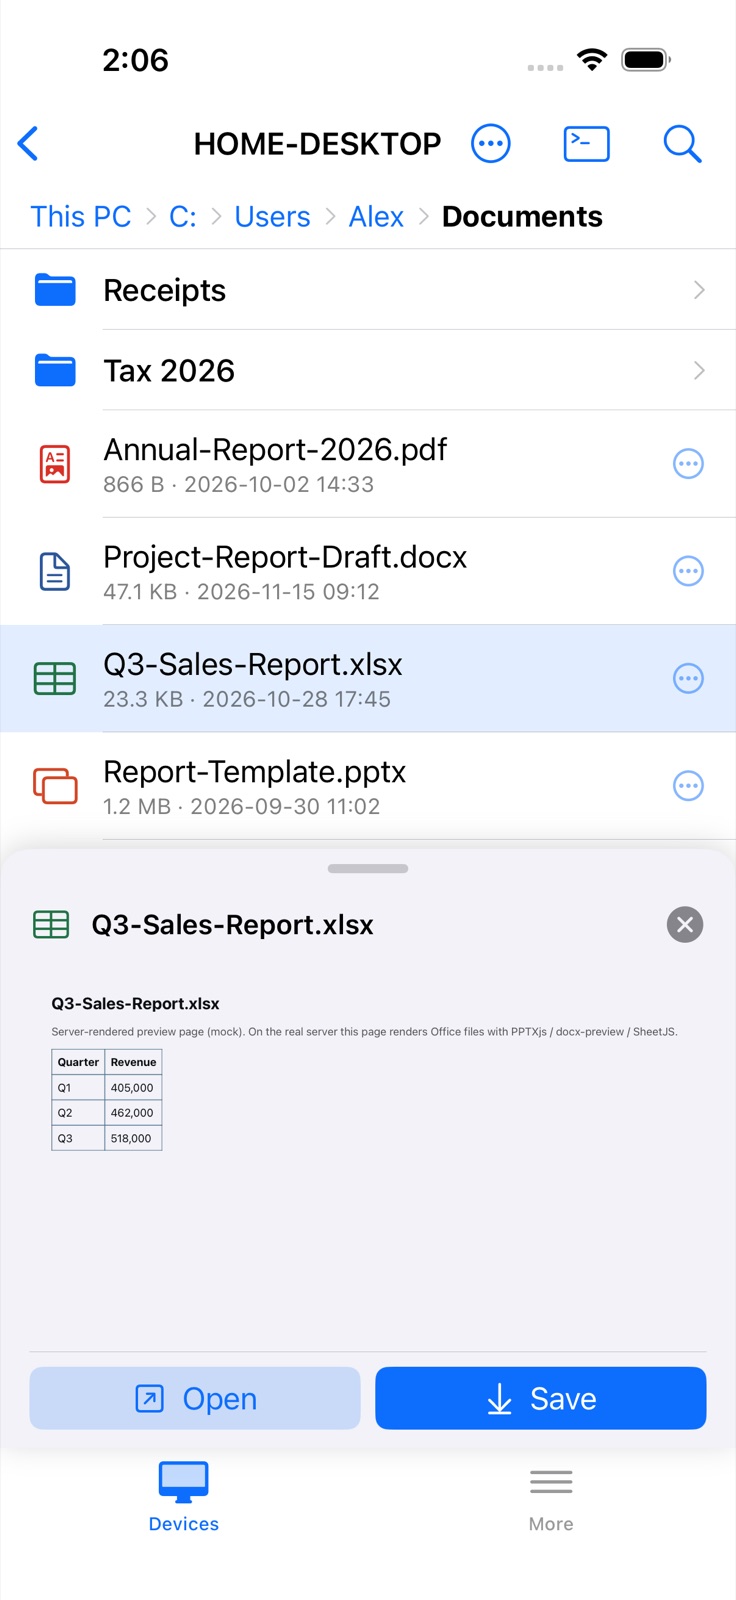 2:06
HOME-DESKTOP
This PC > C: > Users > Alex > Documents
Receipts
Tax 2026
Annual-Report-2026.pdf
866 B · 2026-10-02 14:33
Project-Report-Draft.docx
47.1 KB · 2026-11-15 09:12
Q3-Sales-Report.xlsx
23.3 KB · 2026-10-28 17:45
Report-Template.pptx
1.2 MB · 2026-09-30 11:02
Q3-Sales-Report.xlsx
Q3-Sales-Report.xlsx
Server-rendered preview page (mock). On the real server this page renders Office files with PPTXjs / docx-preview / SheetJS.
Quarter Revenue
Q1 405,000
Q2 462,000
Q3 518,000
Open Save
Devices More